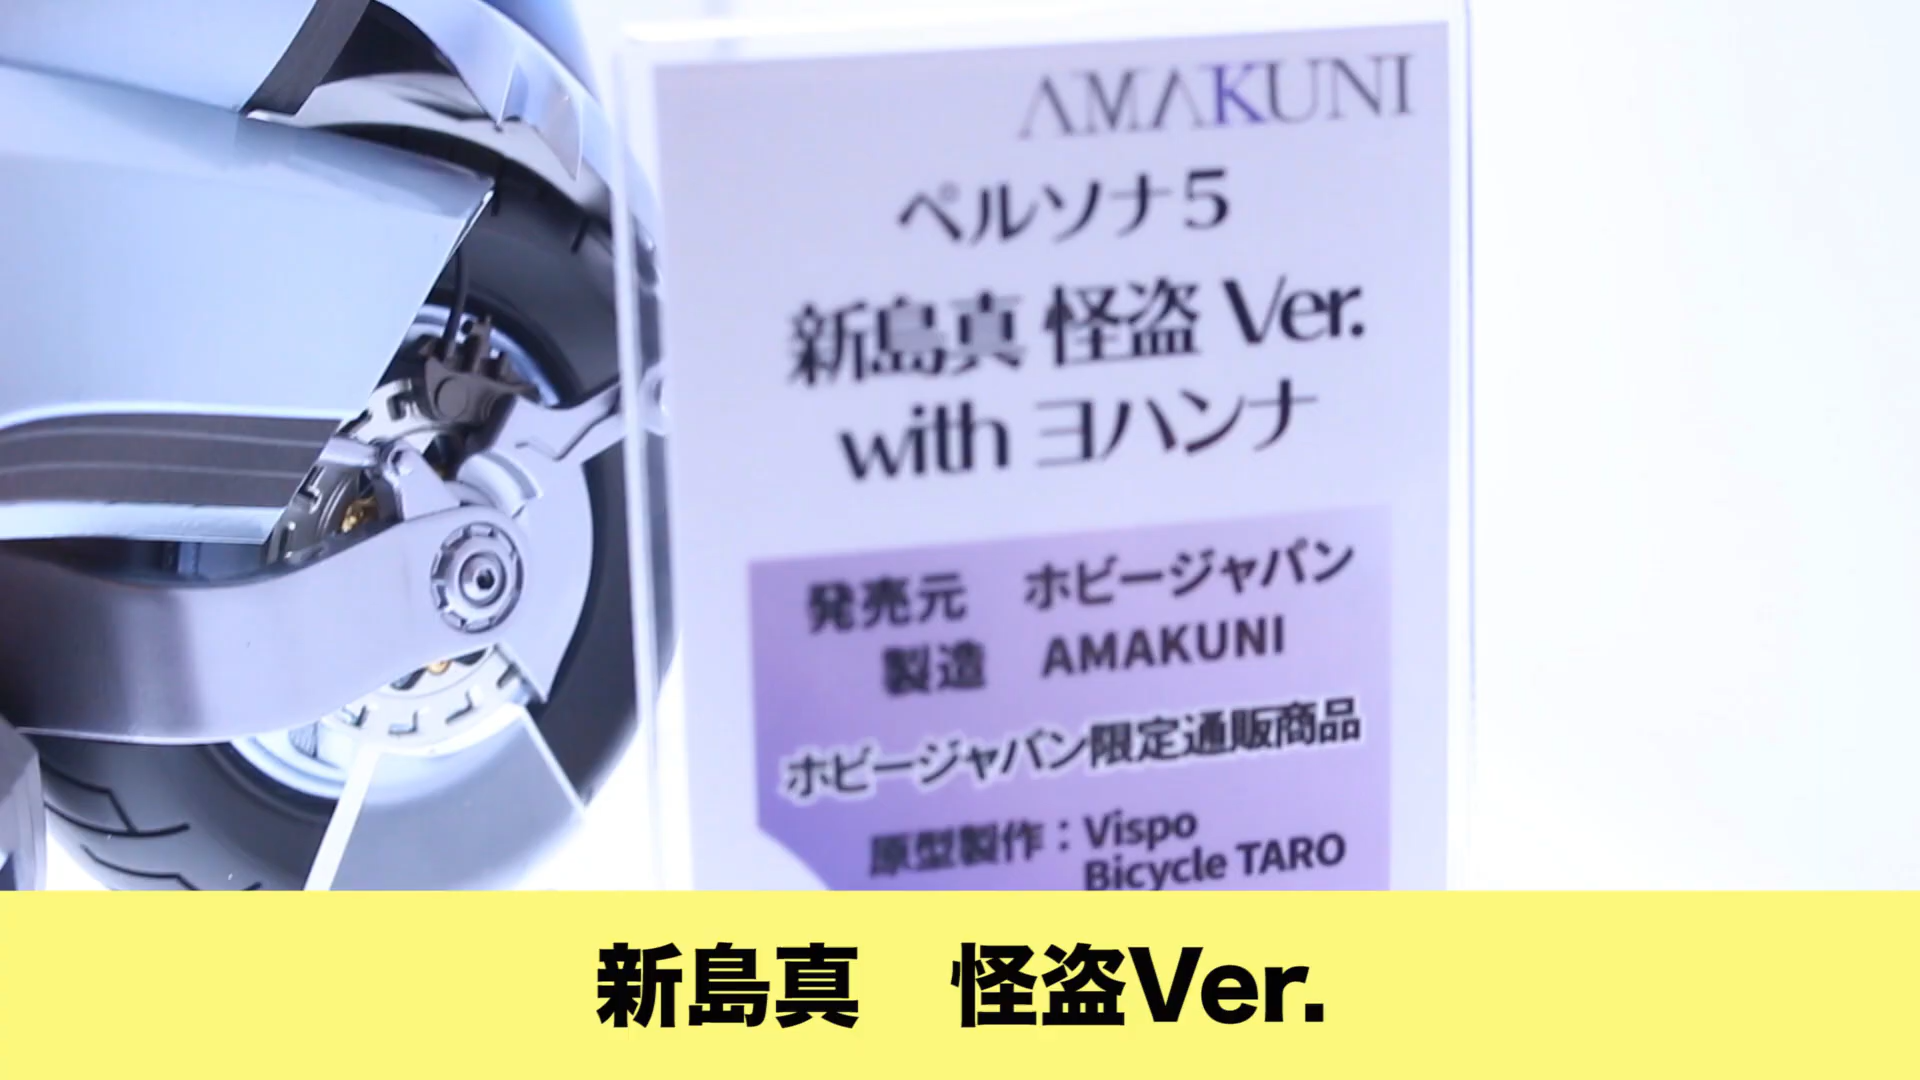 AMAKUNI
ペルソナ5
新島真 怪盗 Ver.
with ヨハンナ
発売元　ホビージャパン
製造　AMAKUNI
ホビージャパン限定通販商品
原型製作：Vispo
Bicycle TARO
新島真　怪盗Ver.